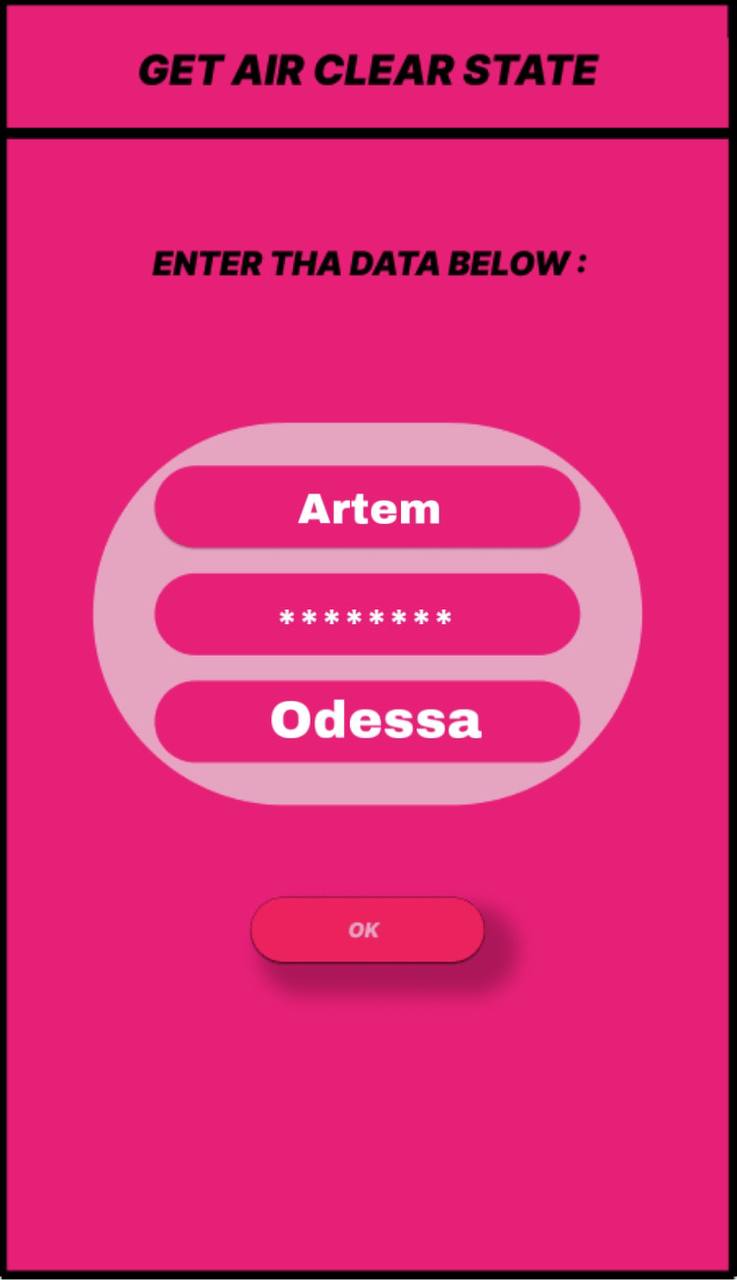 GET AIR CLEAR STATE
ENTER THA DATA BELOW :
Artem
********
Odessa
OK